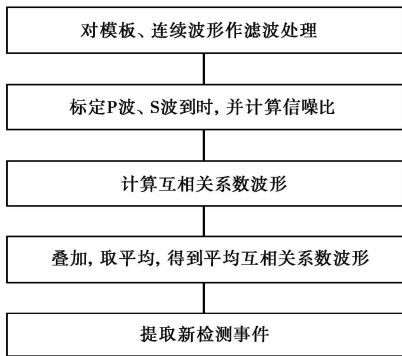 对模板、连续波形作滤波处理
标定P波、S波到时,并计算信噪比
计算互相关系数波形
叠加,取平均,得到平均互相关系数波形
提取新检测事件